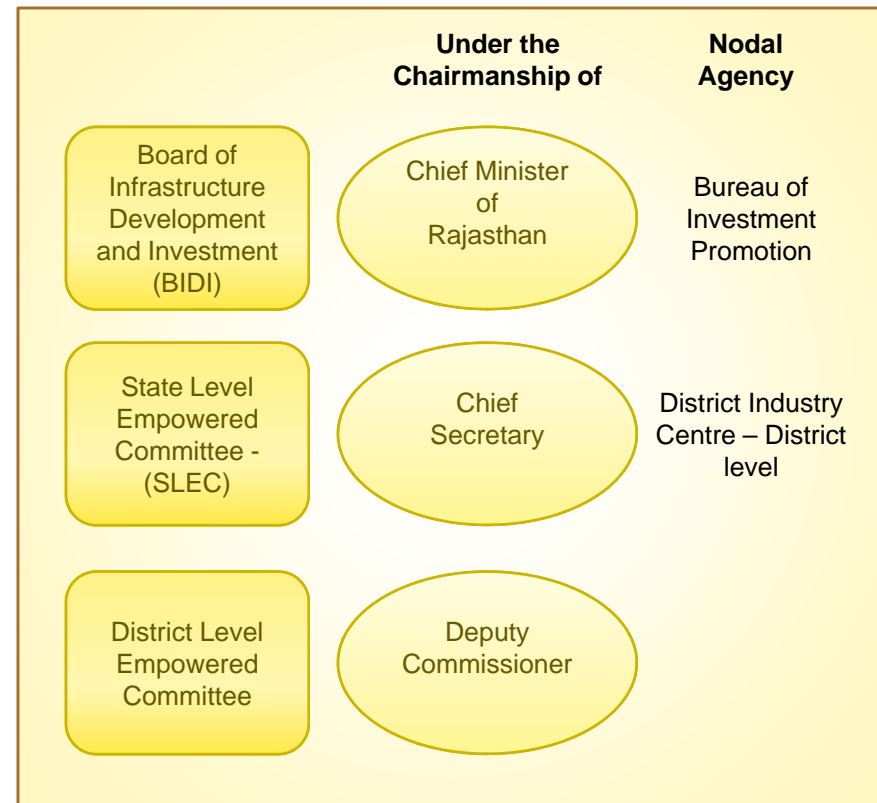 Under the
Chairmanship of
Nodal
Agency
Board of
Infrastructure
Development
and Investment
(BIDI)
Chief Minister
of
Rajasthan
Bureau of
Investment
Promotion
State Level
Empowered
Committee -
(SLEC)
Chief
Secretary
District Industry
Centre – District
level
District Level
Empowered
Committee
Deputy
Commissioner